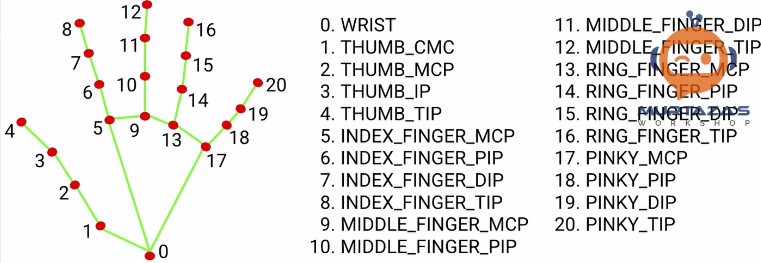 12
8
16
11
7
15
10
20
6
14
19
4
5
9
13
18
3
17
2
1
0
0. WRIST
1. THUMB_CMC
2. THUMB_MCP
3. THUMB_IP
4. THUMB_TIP
5. INDEX_FINGER_MCP
6. INDEX_FINGER_PIP
7. INDEX_FINGER_DIP
8. INDEX_FINGER_TIP
9. MIDDLE_FINGER_MCP
10. MIDDLE_FINGER_PIP
11. MIDDLE_FINGER_DIP
12. MIDDLE_FINGER_TIP
13. RING_FINGER_MCP
14. RING_FINGER_PIP
15. RING_FINGER_DIP
16. RING_FINGER_TIP
17. PINKY_MCP
18. PINKY_PIP
19. PINKY_DIP
20. PINKY_TIP
WORKSHOP